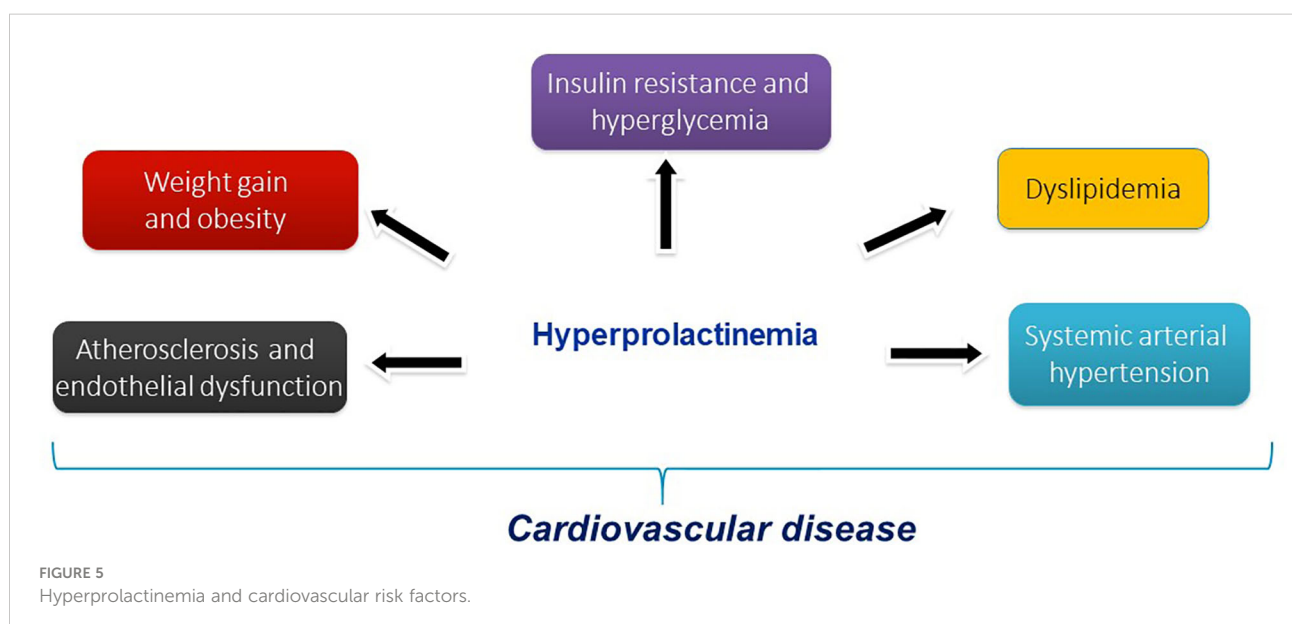 Insulin resistance and
hyperglycemia
Weight gain
and obesity
Dyslipidemia
Hyperprolactinemia
Atherosclerosis and
endothelial dysfunction
Systemic arterial
hypertension
Cardiovascular disease
FIGURE 5
Hyperprolactinemia and cardiovascular risk factors.